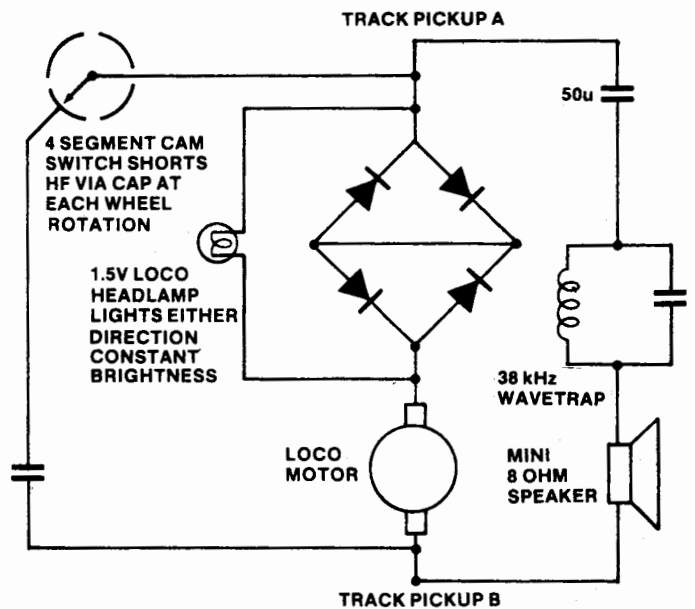 TRACK PICKUP A
50u
4 SEGMENT CAM
SWITCH SHORTS
HF VIA CAP AT
EACH WHEEL
ROTATION
1.5V LOCO
HEADLAMP
LIGHTS EITHER
DIRECTION
CONSTANT
BRIGHTNESS
38 kHz
WAVETRAP
LOCO
MOTOR
MINI
8 OHM
SPEAKER
TRACK PICKUP B